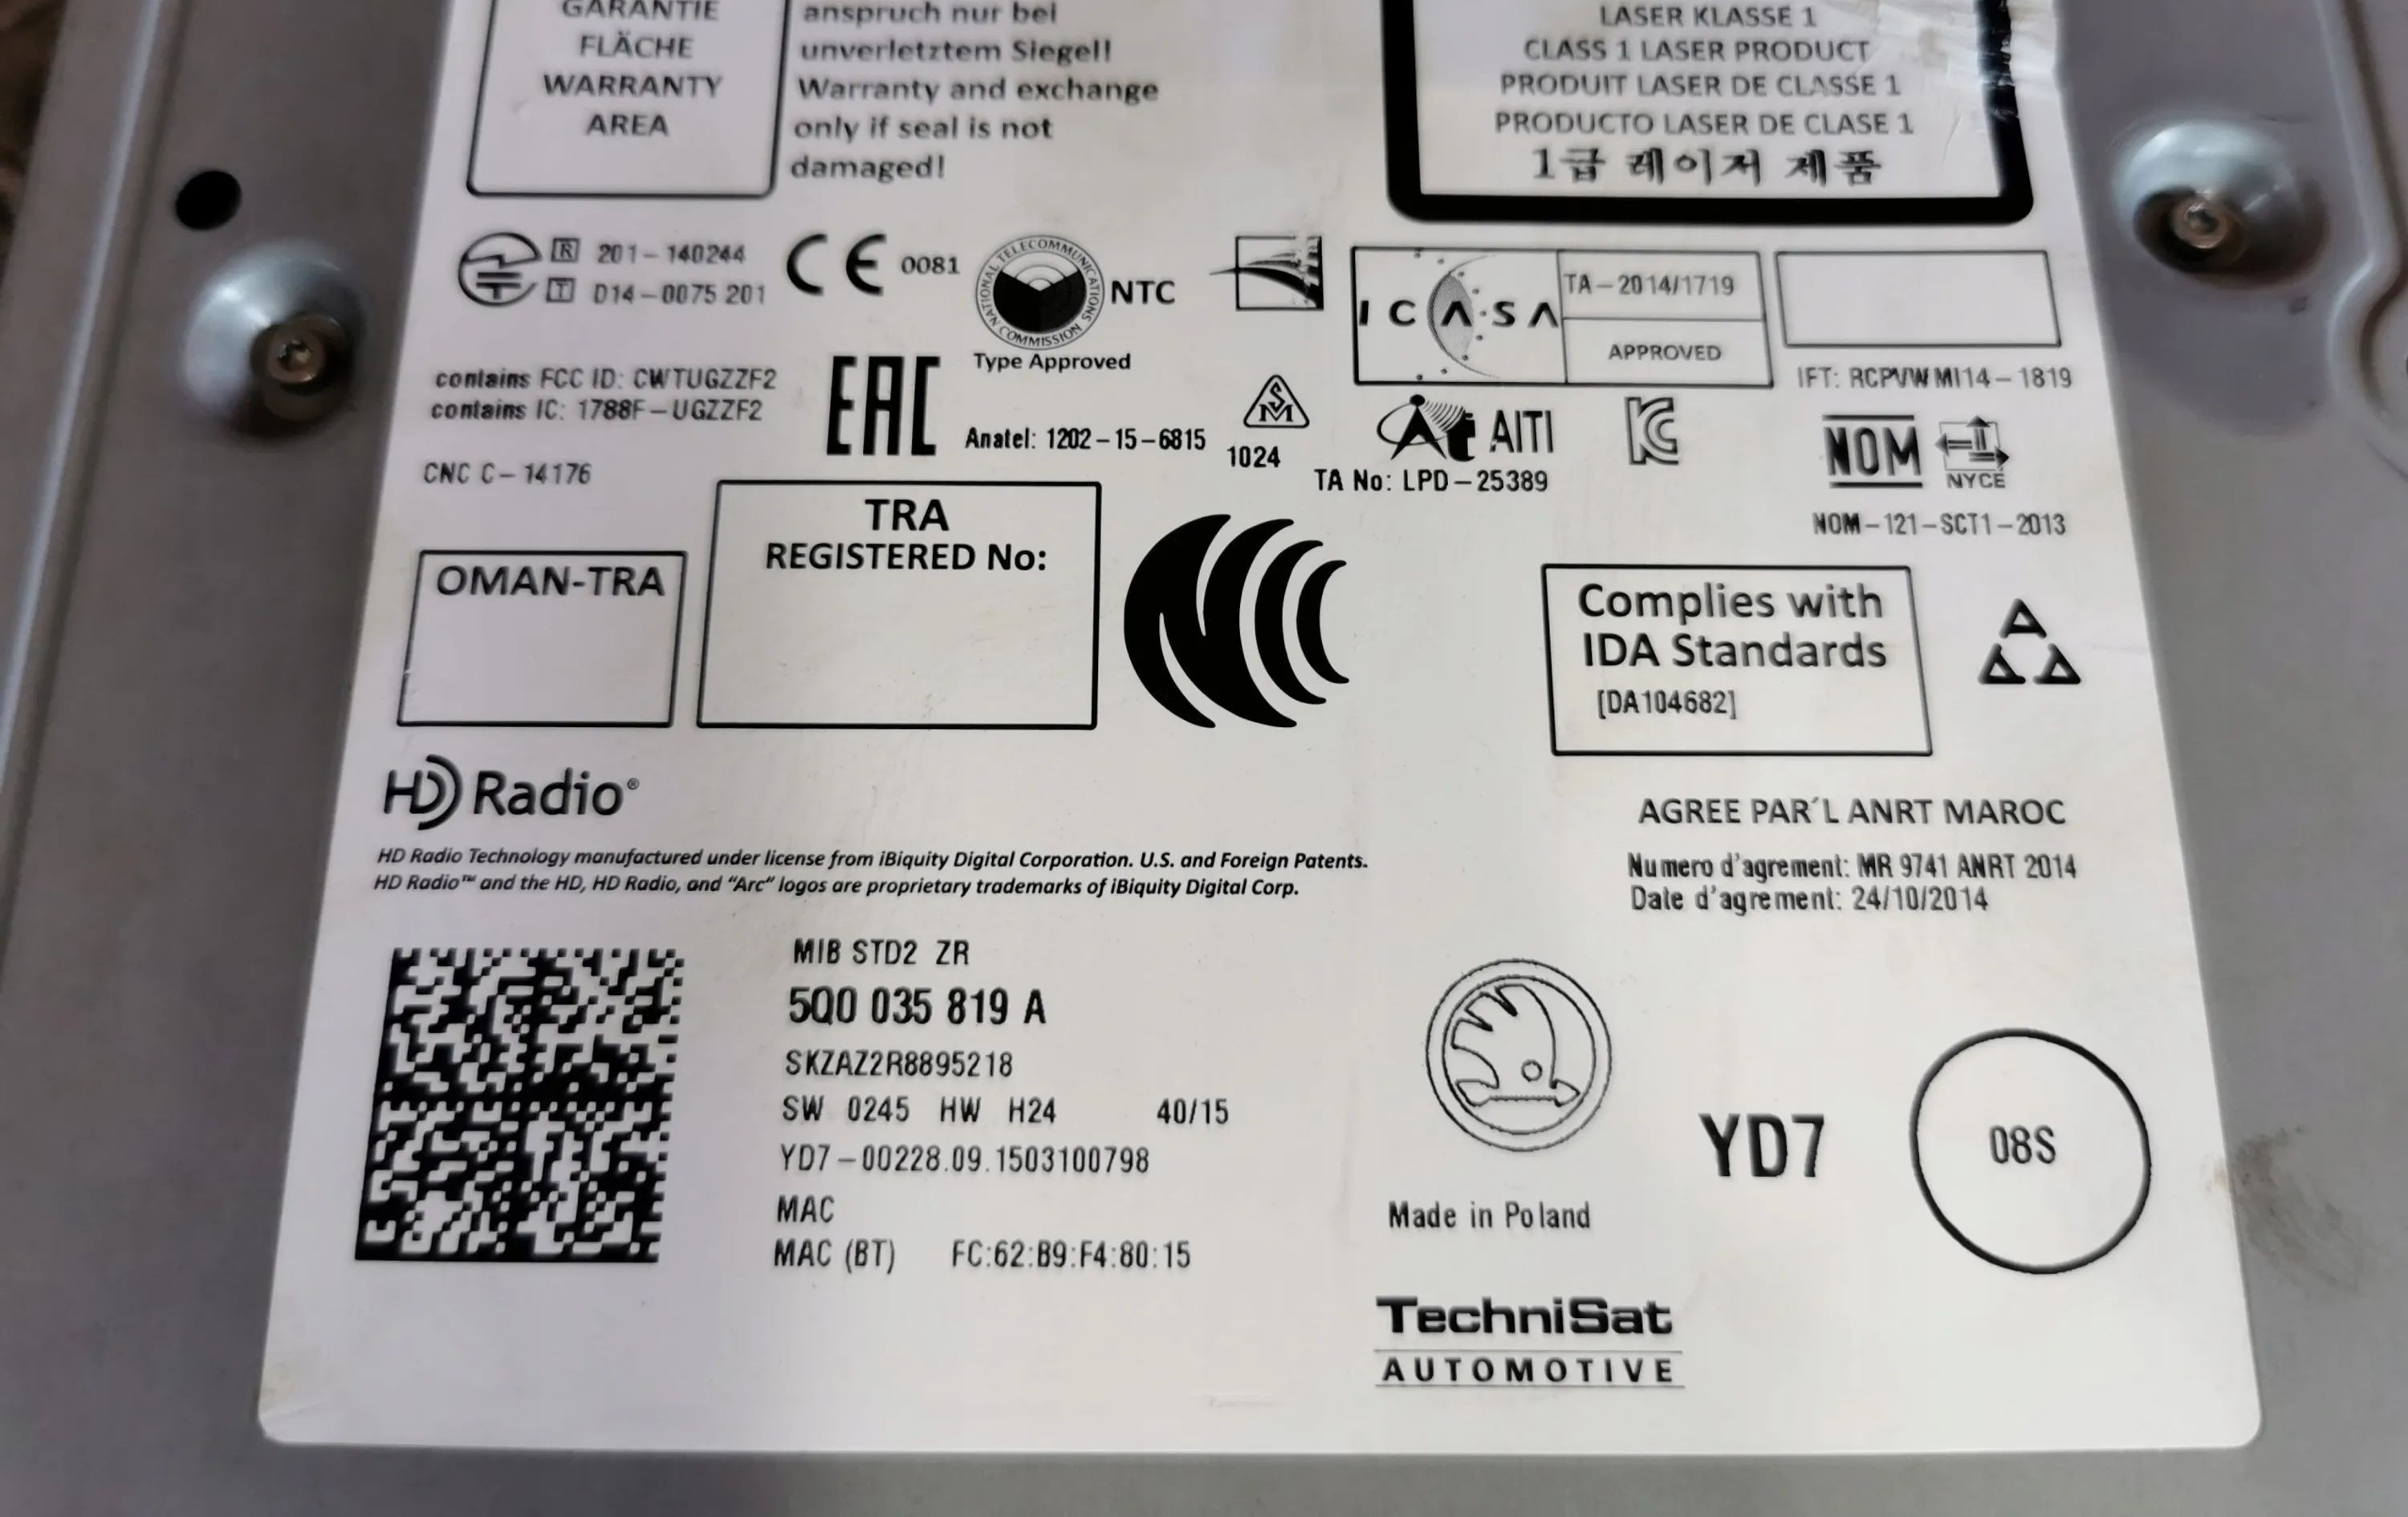 GARANTIE
FLÄCHE
WARRANTY
AREA
anspruch nur bei
unverletztem Siegel!
Warranty and exchange
only if seal is not
damaged!
LASER KLASSE 1
CLASS 1 LASER PRODUCT
PRODUIT LASER DE CLASSE 1
PRODUCTO LASER DE CLASE 1
1급 레이저 제품
R 201-140244
T D14-0075 201
CE 0081
NATIONAL TELECOMMUNICATIONS COMMISSION
NTC
Type Approved
ICASA
TA-2014/1719
APPROVED
IFT: RCPVWMI14-1819
contains FCC ID: CWTUGZZF2
contains IC: 1788F-UGZZF2
EAC
Anatel: 1202-15-6815
SM
1024
At AITI
TA No: LPD-25389
KC
NOM
NYCE
NOM-121-SCT1-2013
CNC C-14176
OMAN-TRA
TRA
REGISTERED No:
Complies with
IDA Standards
[DA104682]
HD Radio®
HD Radio Technology manufactured under license from iBiquity Digital Corporation. U.S. and Foreign Patents.
HD Radio™ and the HD, HD Radio, and “Arc” logos are proprietary trademarks of iBiquity Digital Corp.
AGREE PAR´L ANRT MAROC
Numero d'agrement: MR 9741 ANRT 2014
Date d'agrement: 24/10/2014
MIB STD2 ZR
5Q0 035 819 A
SKZAZ2R8895218
SW 0245 HW H24 40/15
YD7-00228.09.1503100798
MAC
MAC (BT) FC:62:B9:F4:80:15
Made in Poland
YD7
08S
TechniSat
AUTOMOTIVE